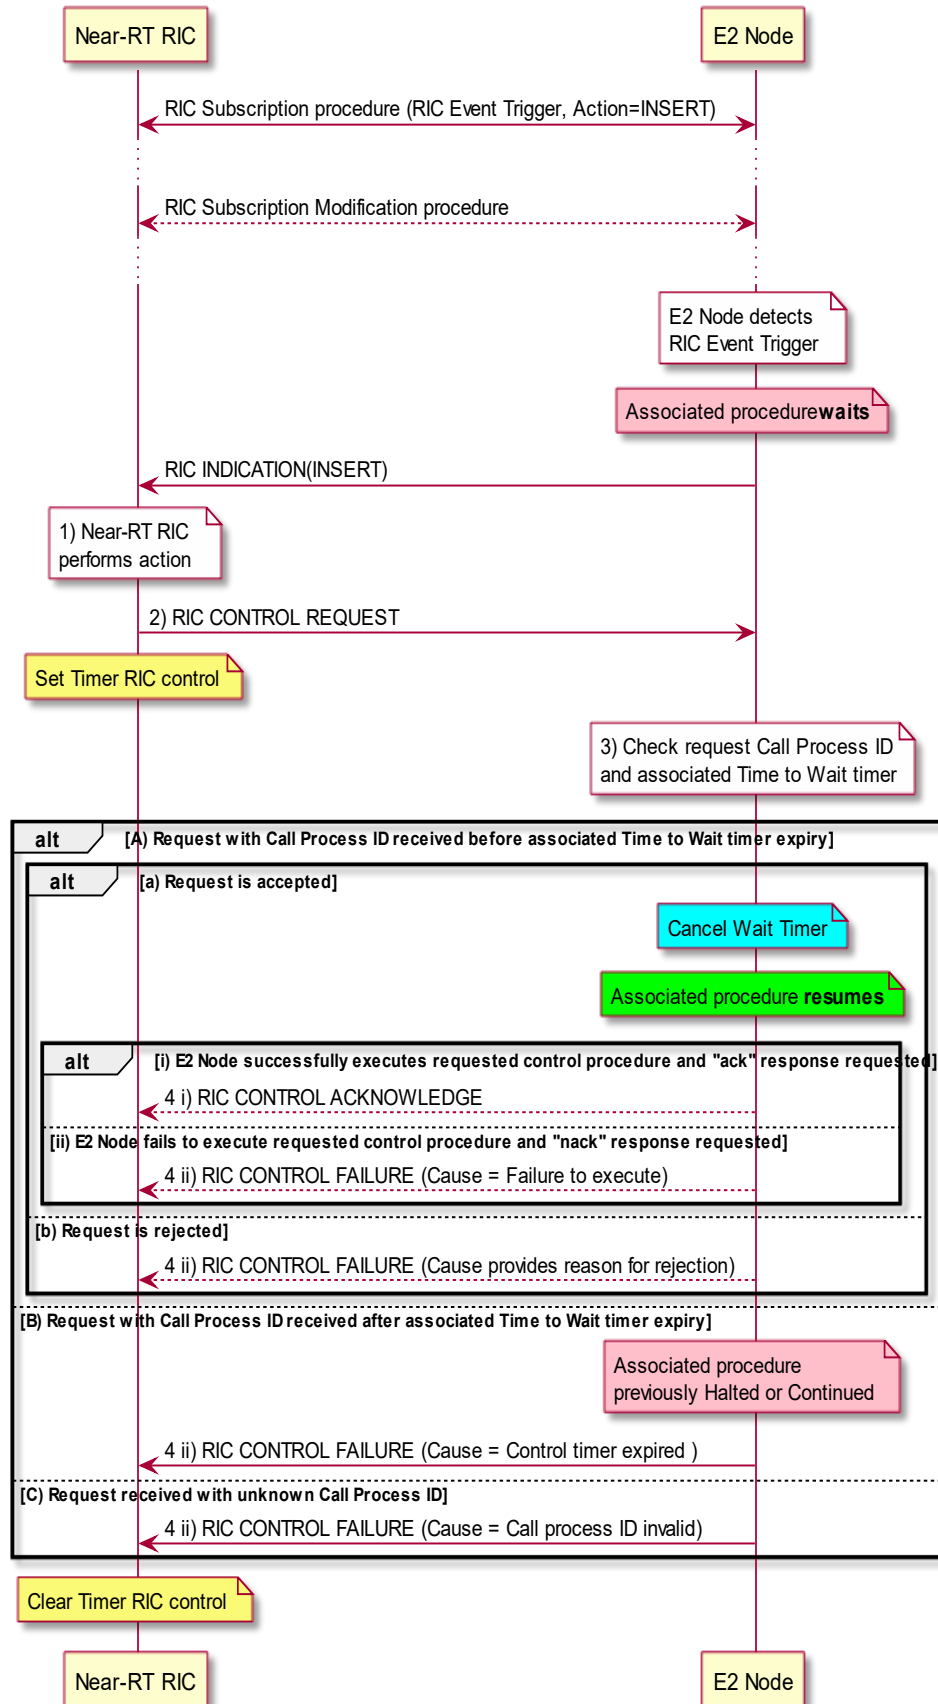 Near-RT RIC
E2 Node
RIC Subscription procedure (RIC Event Trigger, Action=INSERT)
RIC Subscription Modification procedure
E2 Node detects
RIC Event Trigger
Associated procedurewaits
RIC INDICATION(INSERT)
1) Near-RT RIC
performs action
2) RIC CONTROL REQUEST
Set Timer RIC control
3) Check request Call Process ID
and associated Time to Wait timer
alt [A) Request with Call Process ID received before associated Time to Wait timer expiry]
alt [a) Request is accepted]
Cancel Wait Timer
Associated procedure resumes
alt [i) E2 Node successfully executes requested control procedure and "ack" response requested]
4 i) RIC CONTROL ACKNOWLEDGE
[ii) E2 Node fails to execute requested control procedure and "nack" response requested]
4 ii) RIC CONTROL FAILURE (Cause = Failure to execute)
[b) Request is rejected]
4 ii) RIC CONTROL FAILURE (Cause provides reason for rejection)
[B) Request with Call Process ID received after associated Time to Wait timer expiry]
Associated procedure
previously Halted or Continued
4 ii) RIC CONTROL FAILURE (Cause = Control timer expired )
[C) Request received with unknown Call Process ID]
4 ii) RIC CONTROL FAILURE (Cause = Call process ID invalid)
Clear Timer RIC control
Near-RT RIC
E2 Node